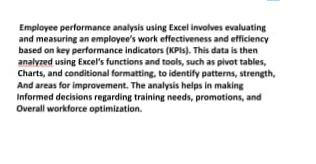 Employee performance analysis using Excel involves evaluating
and measuring an employee's work effectiveness and efficiency
based on key performance indicators (KPIs). This data is then
analyzed using Excel's functions and tools, such as pivot tables,
Charts, and conditional formatting, to identify patterns, strength,
And areas for improvement. The analysis helps in making
Informed decisions regarding training needs, promotions, and
Overall workforce optimization.